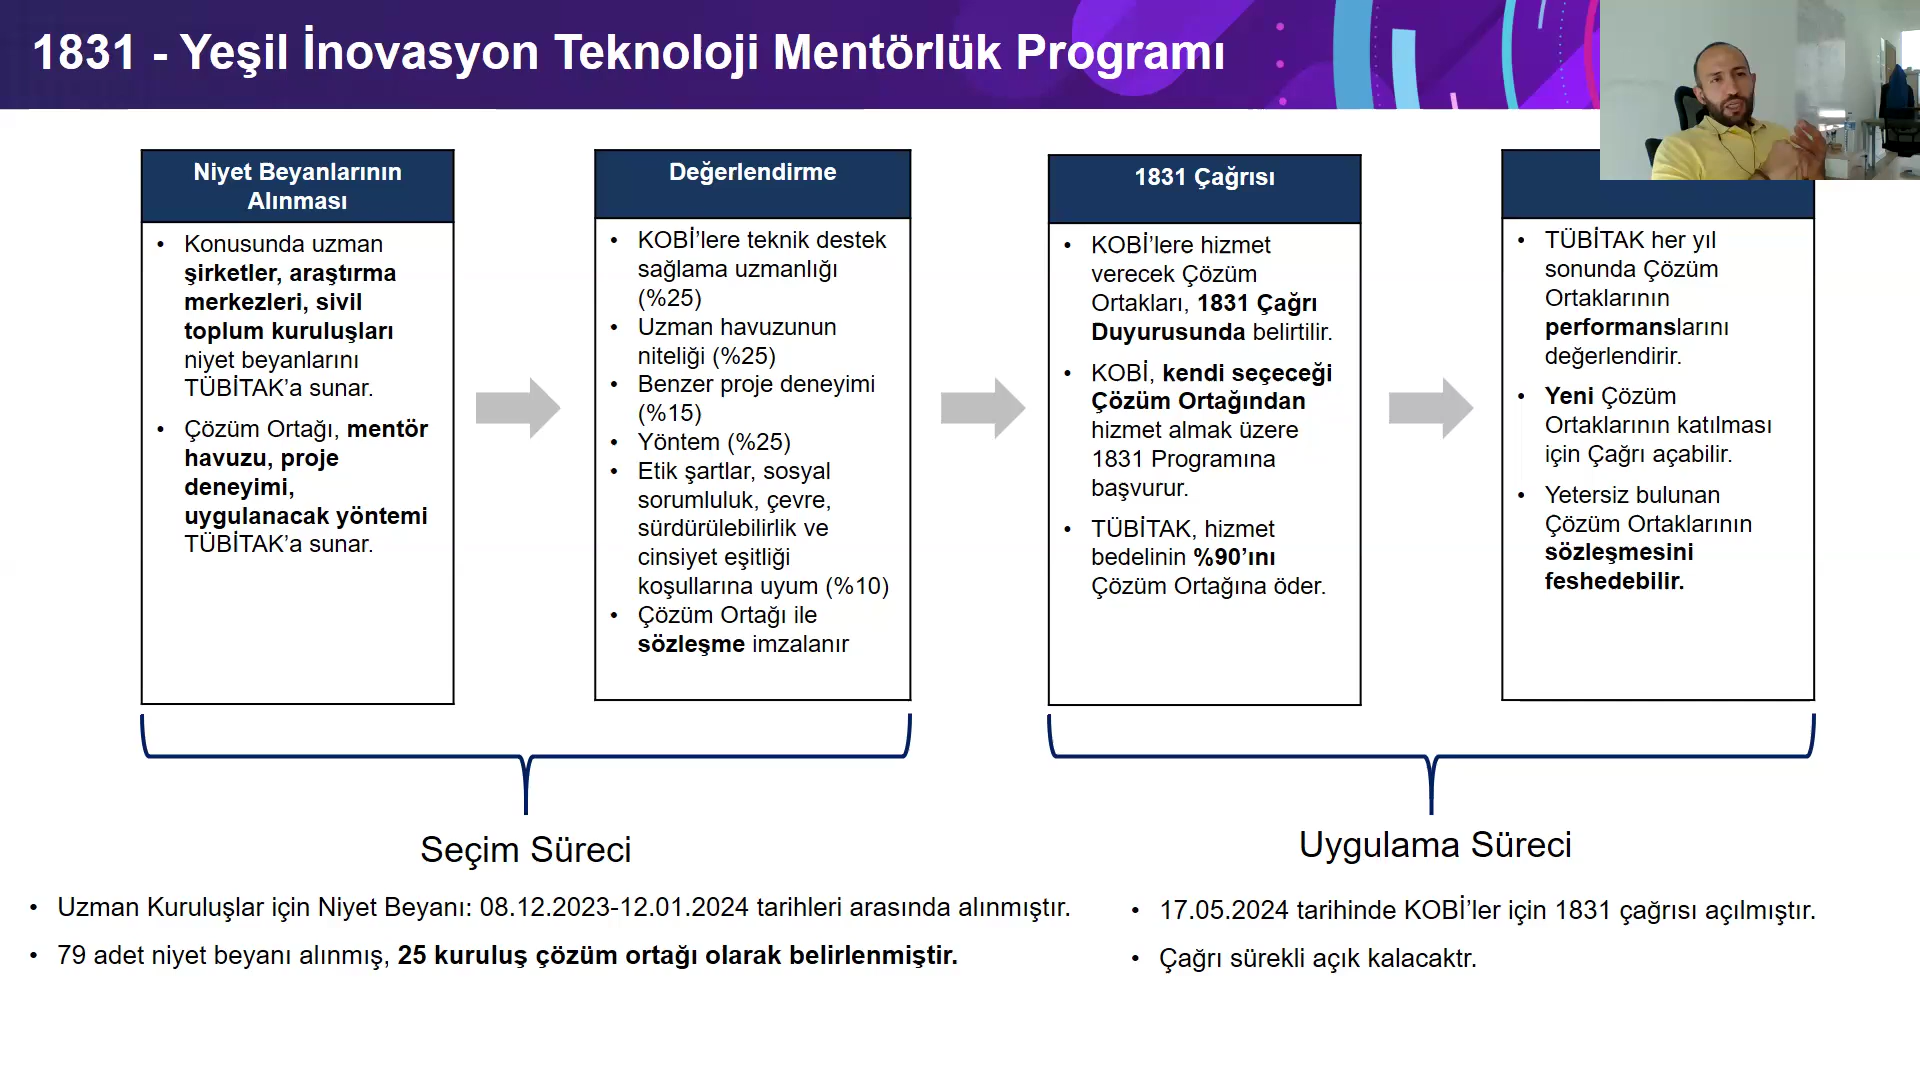 1831 - Yeşil İnovasyon Teknoloji Mentörlük Programı
Niyet Beyanlarının
Alınması
• Konusunda uzman
şirketler, araştırma
merkezleri, sivil
toplum kuruluşları
niyet beyanlarını
TÜBİTAK’a sunar.
• Çözüm Ortağı, mentör
havuzu, proje
deneyimi,
uygulanacak yöntemi
TÜBİTAK’a sunar.
Değerlendirme
• KOBİ’lere teknik destek
sağlama uzmanlığı
(%25)
• Uzman havuzunun
niteliği (%25)
• Benzer proje deneyimi
(%15)
• Yöntem (%25)
• Etik şartlar, sosyal
sorumluluk, çevre,
sürdürülebilirlik ve
cinsiyet eşitliği
koşullarına uyum (%10)
• Çözüm Ortağı ile
sözleşme imzalanır
1831 Çağrısı
• KOBİ’lere hizmet
verecek Çözüm
Ortakları, 1831 Çağrı
Duyurusunda belirtilir.
• KOBİ, kendi seçeceği
Çözüm Ortağından
hizmet almak üzere
1831 Programına
başvurur.
• TÜBİTAK, hizmet
bedelinin %90’ını
Çözüm Ortağına öder.
• TÜBİTAK her yıl
sonunda Çözüm
Ortaklarının
performanslarını
değerlendirir.
• Yeni Çözüm
Ortaklarının katılması
için Çağrı açabilir.
• Yetersiz bulunan
Çözüm Ortaklarının
sözleşmesini
feshedebilir.
Seçim Süreci
• Uzman Kuruluşlar için Niyet Beyanı: 08.12.2023-12.01.2024 tarihleri arasında alınmıştır.
• 79 adet niyet beyanı alınmış, 25 kuruluş çözüm ortağı olarak belirlenmiştir.
Uygulama Süreci
• 17.05.2024 tarihinde KOBİ’ler için 1831 çağrısı açılmıştır.
• Çağrı sürekli açık kalacaktr.